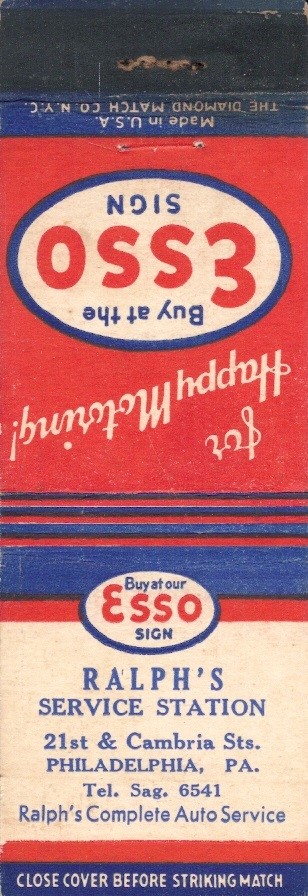 Made in U.S.A.
THE DIAMOND MATCH CO. N.Y.C.
for
Happy Motoring!
Buy at the
Esso
SIGN
Buy at our
Esso
SIGN
RALPH'S
SERVICE STATION
21st & Cambria Sts.
PHILADELPHIA, PA.
Tel. Sag. 6541
Ralph's Complete Auto Service
CLOSE COVER BEFORE STRIKING MATCH